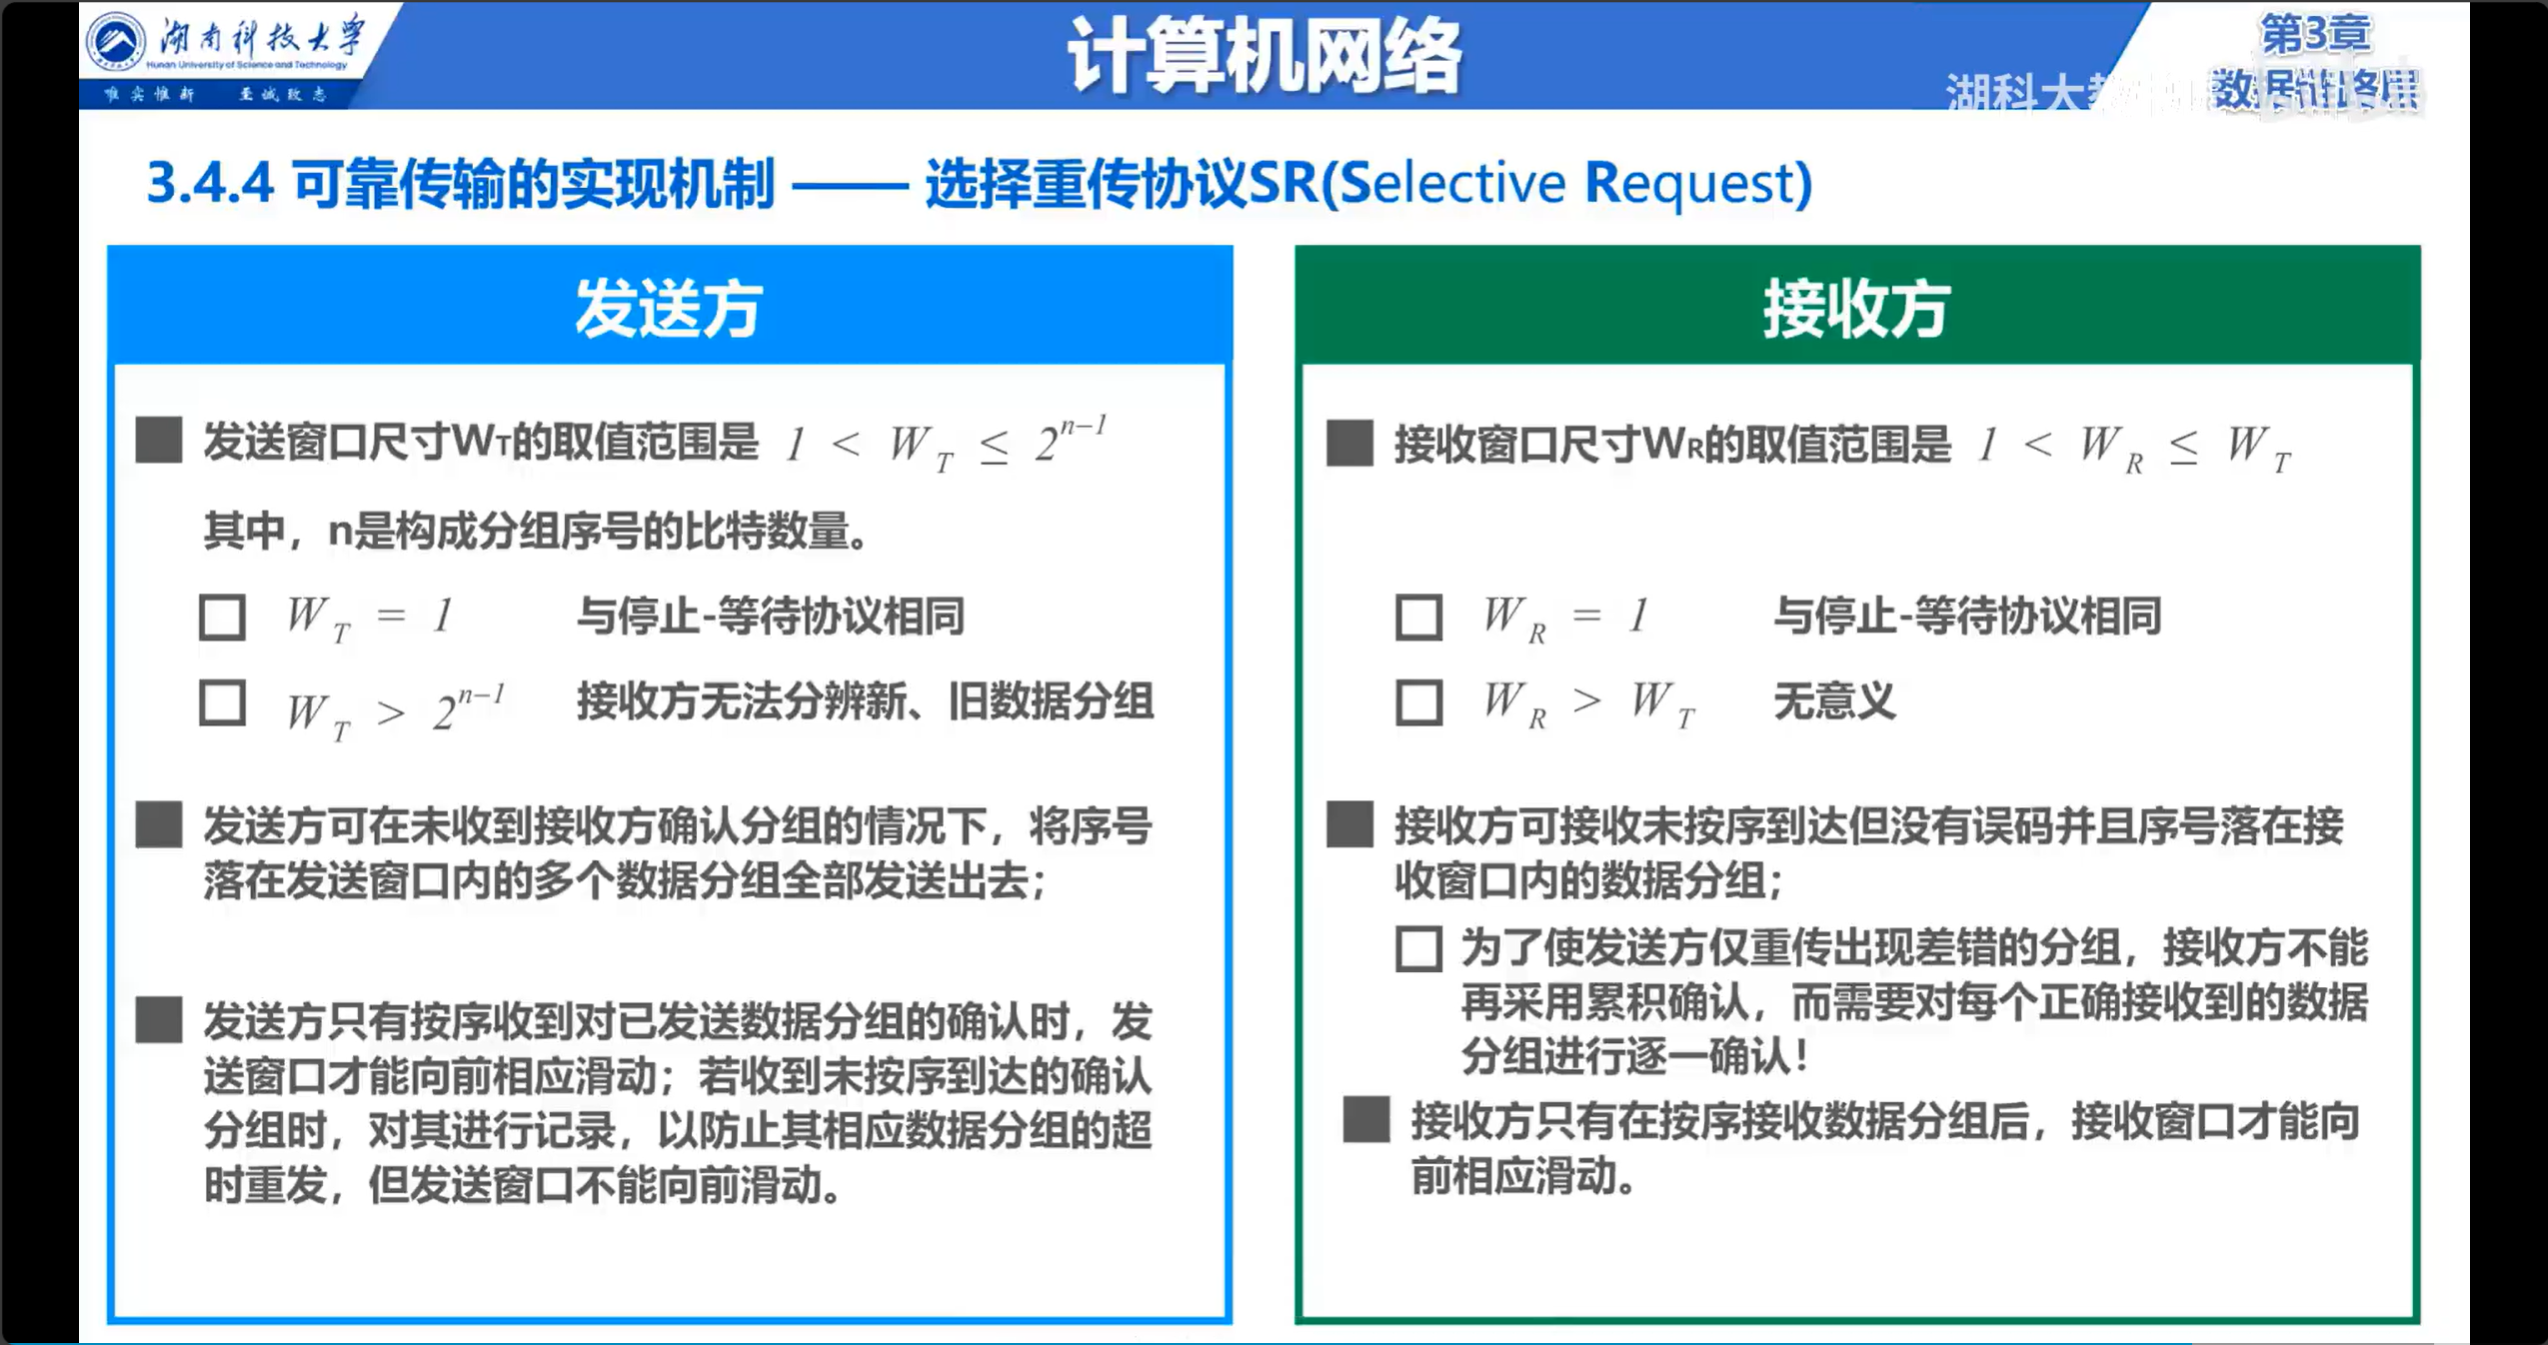 湖南科技大学
Hunan University of Science and Technology
唯实惟新 至诚致志
计算机网络
第3章
数据链路层
湖科大教
3.4.4 可靠传输的实现机制 —— 选择重传协议SR(Selective Request)
发送方
发送窗口尺寸WT的取值范围是 1 < W_T ≤ 2^{n-1}
其中，n是构成分组序号的比特数量。
W_T = 1 与停止-等待协议相同
W_T > 2^{n-1} 接收方无法分辨新、旧数据分组
发送方可在未收到接收方确认分组的情况下，将序号
落在发送窗口内的多个数据分组全部发送出去；
发送方只有按序收到对已发送数据分组的确认时，发
送窗口才能向前相应滑动；若收到未按序到达的确认
分组时，对其进行记录，以防止其相应数据分组的超
时重发，但发送窗口不能向前滑动。
接收方
接收窗口尺寸WR的取值范围是 1 < W_R ≤ W_T
W_R = 1 与停止-等待协议相同
W_R > W_T 无意义
接收方可接收未按序到达但没有误码并且序号落在接
收窗口内的数据分组；
为了使发送方仅重传出现差错的分组，接收方不能
再采用累积确认，而需要对每个正确接收到的数据
分组进行逐一确认！
接收方只有在按序接收数据分组后，接收窗口才能向
前相应滑动。